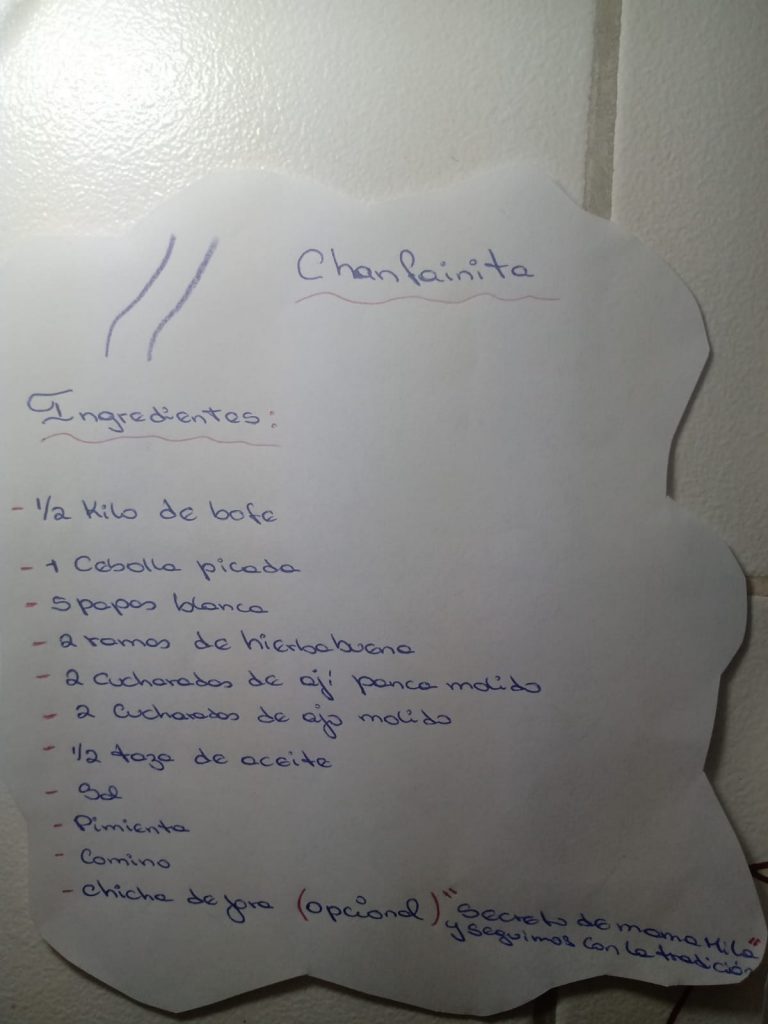 Chanfainita
Ingredientes:
- 1/2 Kilo de bofe
- 1 Cebolla picada
- 5 papas blanca
- 2 ramas de hierbabuena
- 2 cucharadas de ají panca molido
- 2 cucharadas de ajo molido
- 1/2 taza de aceite
- Sal
- Pimienta
- Comino
- Chicha de jora (opcional) "secreto de mama Hila"
y seguimos con la tradición